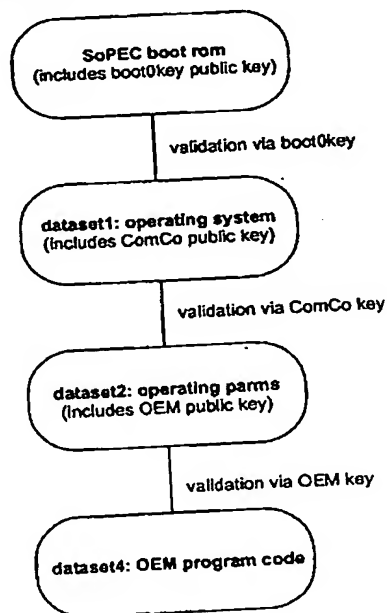 SoPEC boot rom
(includes boot0key public key)
validation via boot0key
dataset1: operating system
(includes ComCo public key)
validation via ComCo key
dataset2: operating parms
(includes OEM public key)
validation via OEM key
dataset4: OEM program code